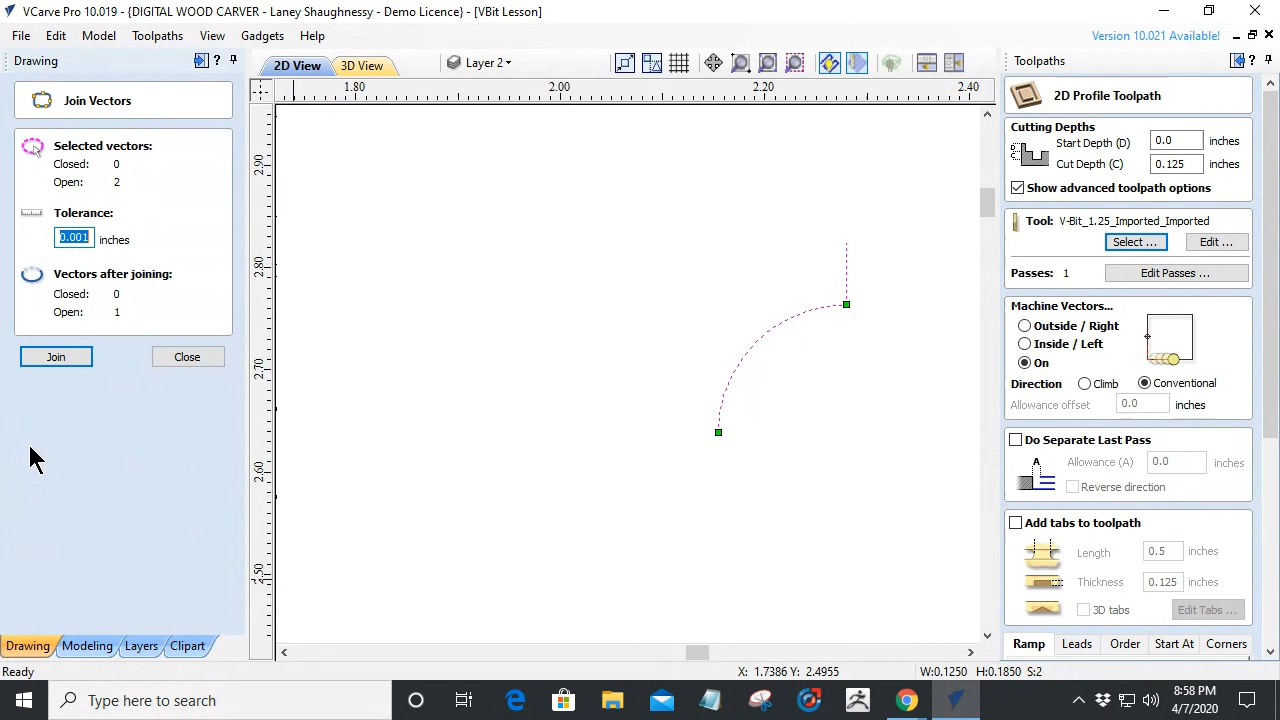 VCarve Pro 10.019 - {DIGITAL WOOD CARVER - Laney Shaughnessy - Demo Licence} - [VBit Lesson]
File Edit Model Toolpaths View Gadgets Help
Version 10.021 Available!
Drawing
Join Vectors
Selected vectors:
Closed: 0
Open: 2
Tolerance:
0.001 inches
Vectors after joining:
Closed: 0
Open: 1
Join Close
Drawing Modeling Layers Clipart
Ready
2D View 3D View Layer 2
1.80 2.00 2.20 2.40
2.90
2.80
2.70
2.60
2.50
X: 1.7386 Y: 2.4955
W:0.1250 H:0.1850 S:2
Toolpaths
2D Profile Toolpath
Cutting Depths
Start Depth (D) 0.0 inches
Cut Depth (C) 0.125 inches
Show advanced toolpath options
Tool: V-Bit_1.25_Imported_Imported
Select ... Edit ...
Passes: 1 Edit Passes ...
Machine Vectors...
Outside / Right
Inside / Left
On
Direction Climb Conventional
Allowance offset 0.0 inches
Do Separate Last Pass
A
Allowance (A) 0.0 inches
Reverse direction
Add tabs to toolpath
Length 0.5 inches
Thickness 0.125 inches
3D tabs Edit Tabs ...
Ramp Leads Order Start At Corners
Type here to search
8:58 PM
4/7/2020